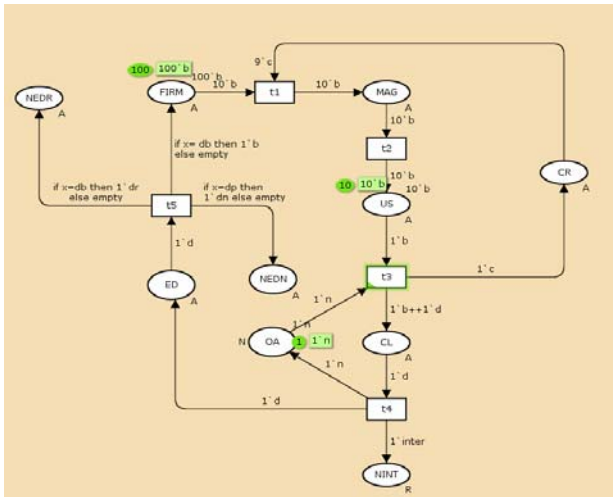 9`c
100 100`b
100`b
FIRM
A
10`b
t1
10`b
MAG
A
NEDR
A
10`b
t2
if x= db then 1`b
else empty
10`b
10 10`b
10`b
US
A
CR
A
if x=db then 1`dr
else empty
t5
if x=dp then
1`dn else empty
1`b
1`d
t3
1`c
NEDN
A
ED
A
1`n
1`n
1`b++1`d
N
OA
1 1`n
CL
A
1`n
1`d
1`d
t4
1`inter
NINT
R